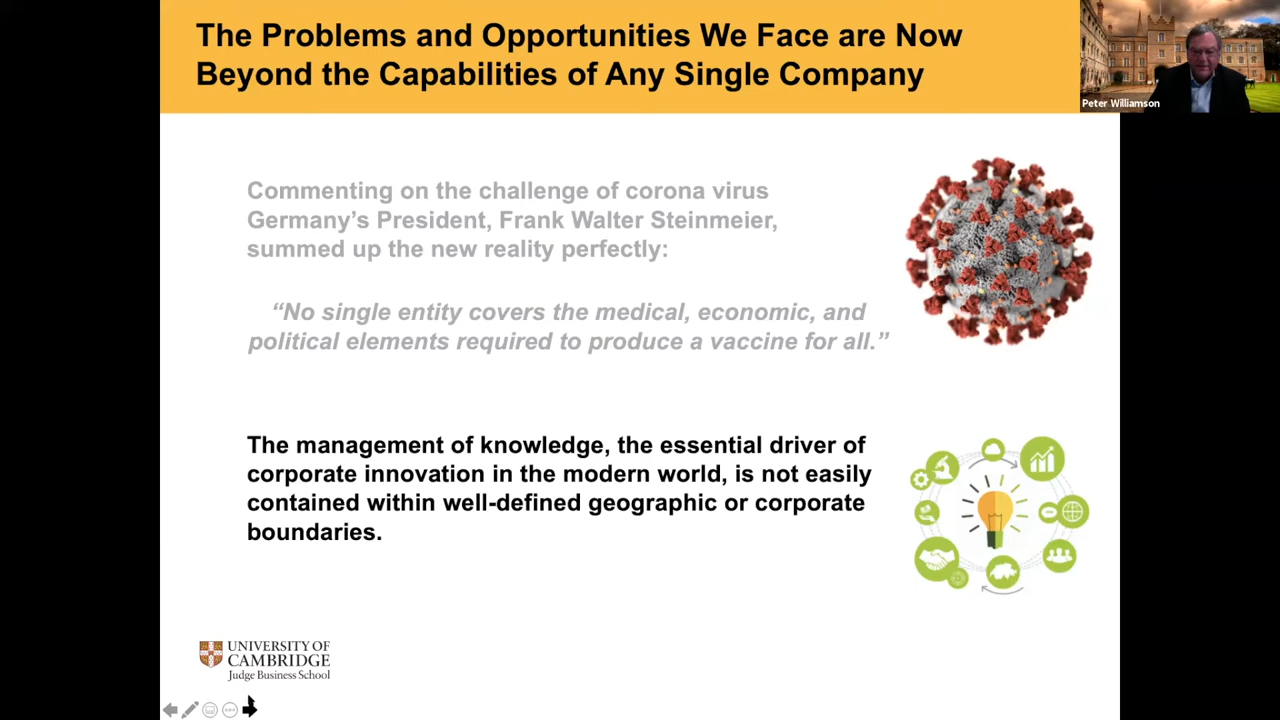 The Problems and Opportunities We Face are Now
Beyond the Capabilities of Any Single Company
Peter Williamson
Commenting on the challenge of corona virus
Germany’s President, Frank Walter Steinmeier,
summed up the new reality perfectly:
“No single entity covers the medical, economic, and
political elements required to produce a vaccine for all.”
The management of knowledge, the essential driver of
corporate innovation in the modern world, is not easily
contained within well-defined geographic or corporate
boundaries.
UNIVERSITY OF
CAMBRIDGE
Judge Business School